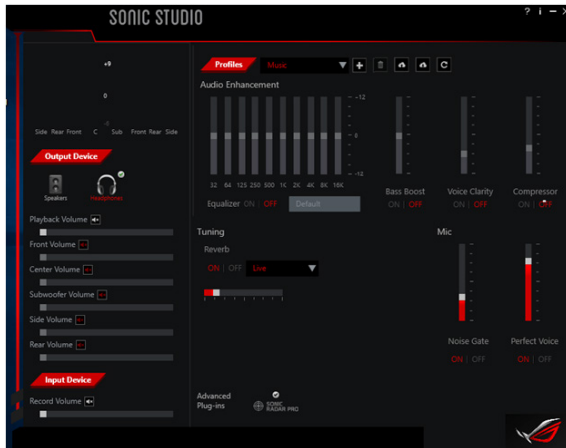 SONIC STUDIO
? i
+9
0
Side Rear Front C Sub Front Rear Side
Output Device
Speakers
Headphones
Playback Volume
Front Volume
Center Volume
Subwoofer Volume
Side Volume
Rear Volume
Input Device
Record Volume
Profiles
Music
Audio Enhancement
+12
0
-12
32 64 125 250 500 1K 2K 4K 8K 16K
Equalizer ON | OFF Default
Bass Boost
ON | OFF
Voice Clarity
ON | OFF
Compressor
ON | OFF
Tuning
Reverb
ON | OFF Live
Mic
Noise Gate
ON | OFF
Perfect Voice
ON | OFF
Advanced
Plug-ins
SONIC
RADAR PRO